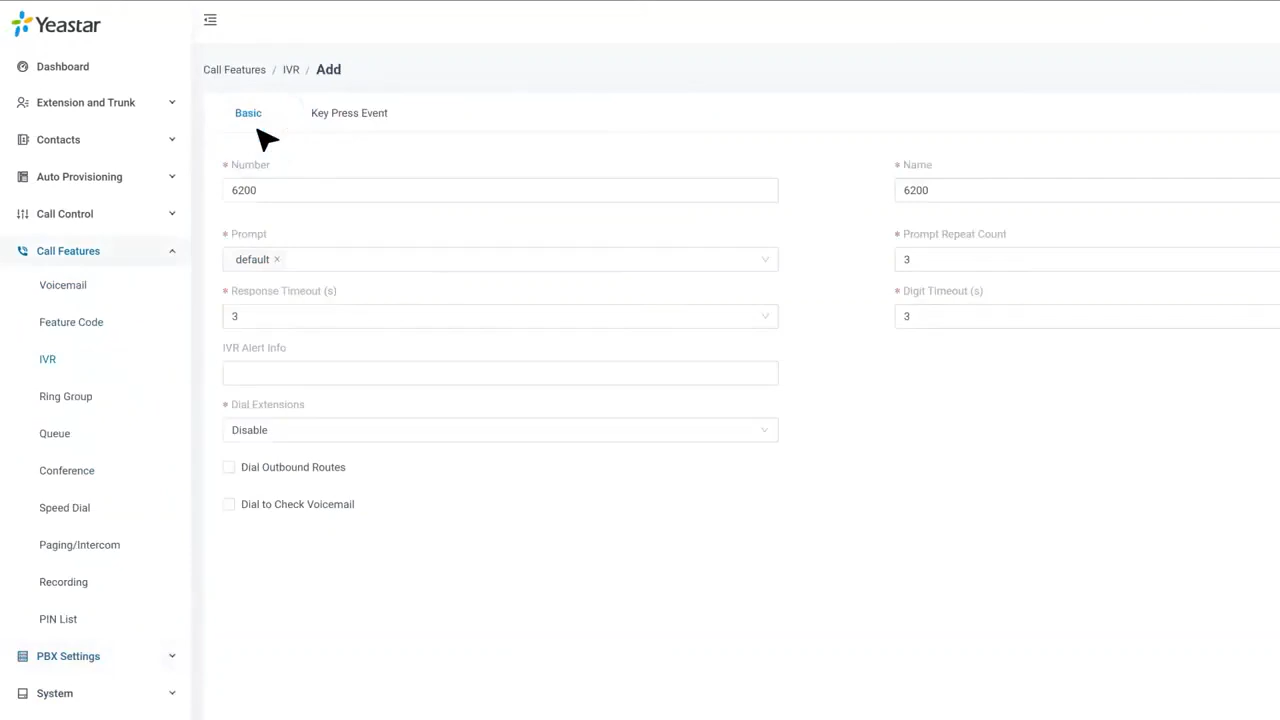 Yeastar
Dashboard
Extension and Trunk
Contacts
Auto Provisioning
Call Control
Call Features
Voicemail
Feature Code
IVR
Ring Group
Queue
Conference
Speed Dial
Paging/Intercom
Recording
PIN List
PBX Settings
System
Call Features / IVR / Add
Basic Key Press Event
* Number * Name
6200 6200
* Prompt * Prompt Repeat Count
default × 3
* Response Timeout (s) * Digit Timeout (s)
3 3
IVR Alert Info
* Dial Extensions
Disable
Dial Outbound Routes
Dial to Check Voicemail